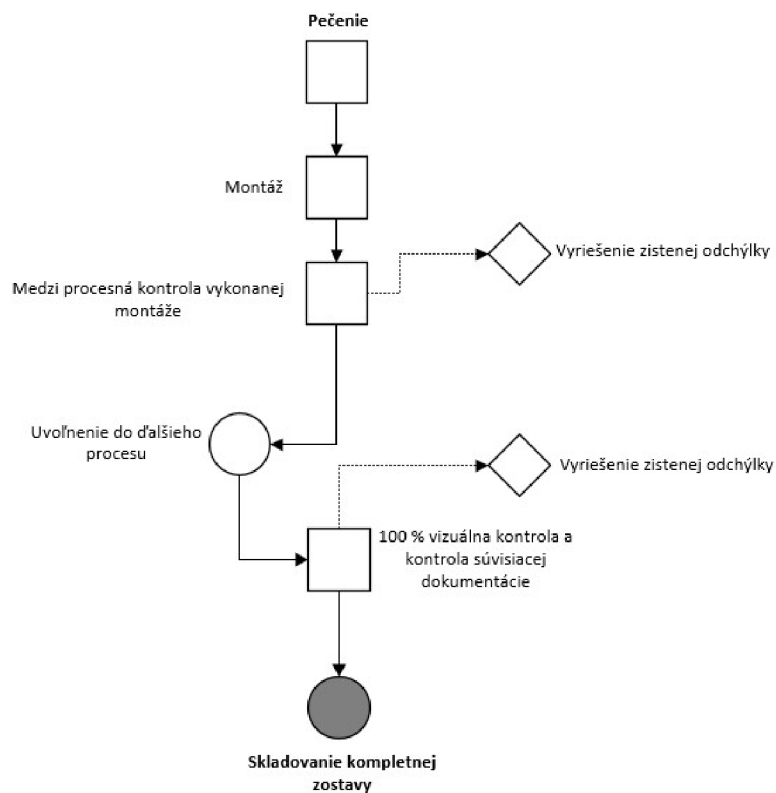 Pečenie
Montáž
Vyriešenie zistenej odchýlky
Medzi procesná kontrola vykonanej
montáže
Uvoľnenie do ďalšieho
procesu
Vyriešenie zistenej odchýlky
100 % vizuálna kontrola a
kontrola súvisiacej
dokumentácie
Skladovanie kompletnej
zostavy